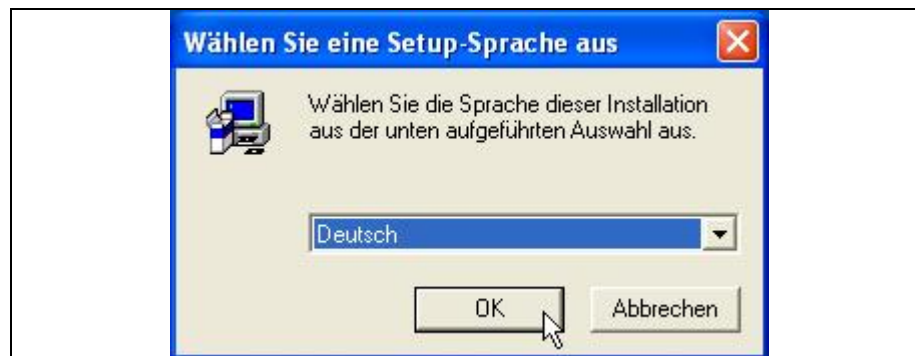 Wählen Sie eine Setup-Sprache aus
Wählen Sie die Sprache dieser Installation
aus der unten aufgeführten Auswahl aus.
Deutsch
OK
Abbrechen